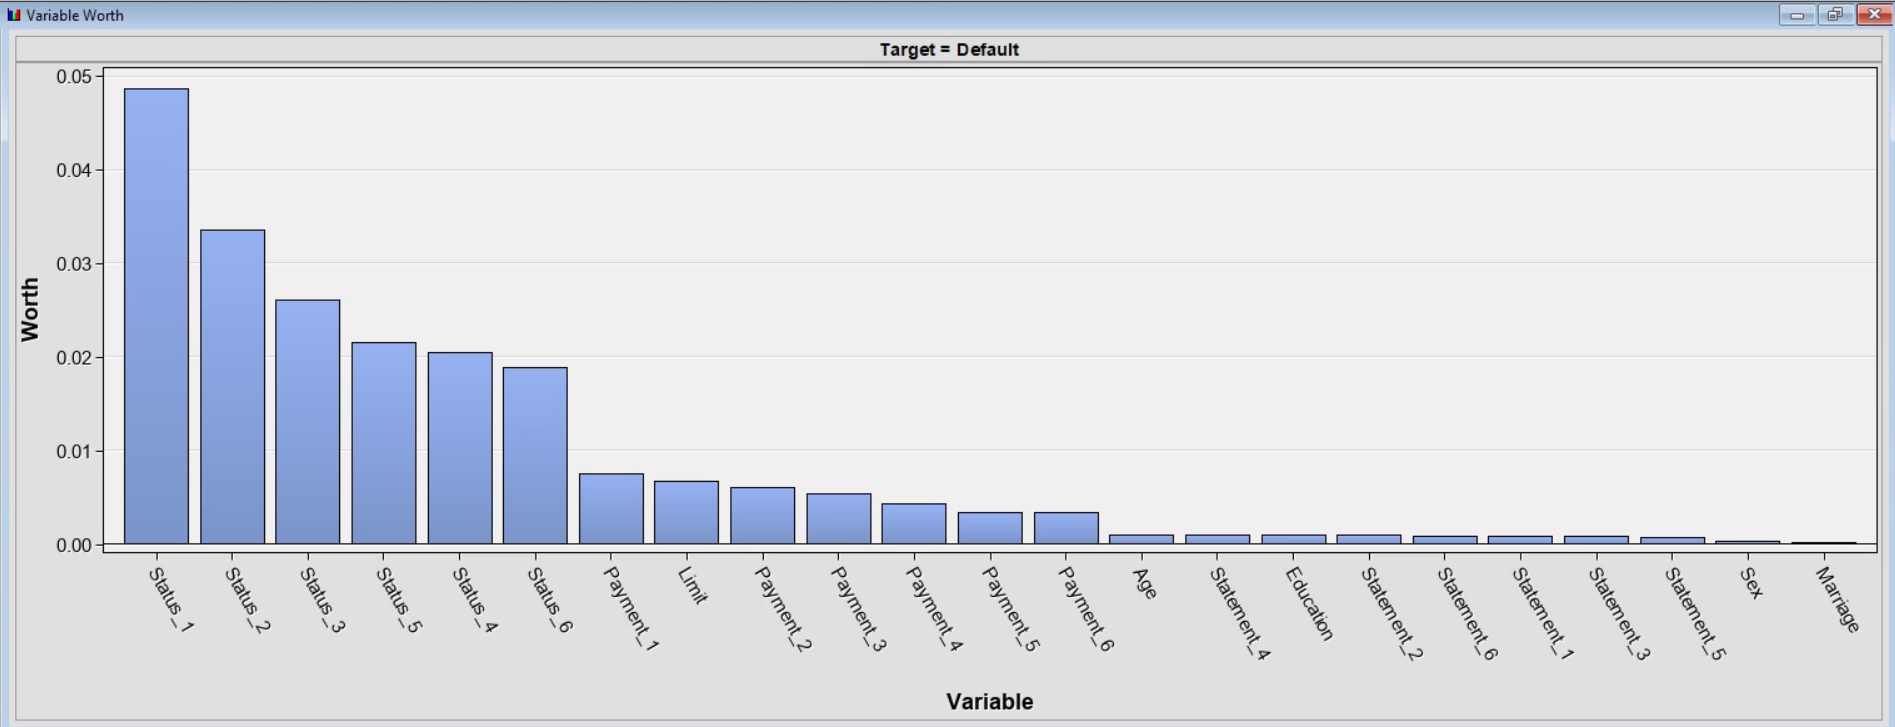 Variable Worth
Target = Default
0.05
0.04
0.03
0.02
0.01
0.00
Worth
Status_1
Status_2
Status_3
Status_5
Status_4
Status_6
Payment_1
Limit
Payment_2
Payment_3
Payment_4
Payment_5
Payment_6
Age
Statement_4
Education
Statement_2
Statement_6
Statement_1
Statement_3
Statement_5
Sex
Marriage
Variable